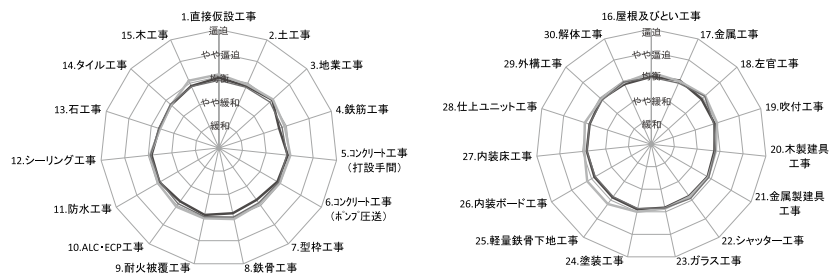 1.直接仮設工事
2.土工事
3.地業工事
4.鉄筋工事
5.コンクリート工事
(打設手間)
6.コンクリート工事
(ポンプ圧送)
7.型枠工事
8.鉄骨工事
9.耐火被覆工事
10.ALC・ECP工事
11.防水工事
12.シーリング工事
13.石工事
14.タイル工事
15.木工事
逼迫
やや逼迫
均衡
やや緩和
緩和
16.屋根及びとい工事
17.金属工事
18.左官工事
19.吹付工事
20.木製建具
工事
21.金属製建具
工事
22.シャッター工事
23.ガラス工事
24.塗装工事
25.軽量鉄骨下地工事
26.内装ボード工事
27.内装床工事
28.仕上ユニット工事
29.外構工事
30.解体工事
逼迫
やや逼迫
均衡
やや緩和
緩和